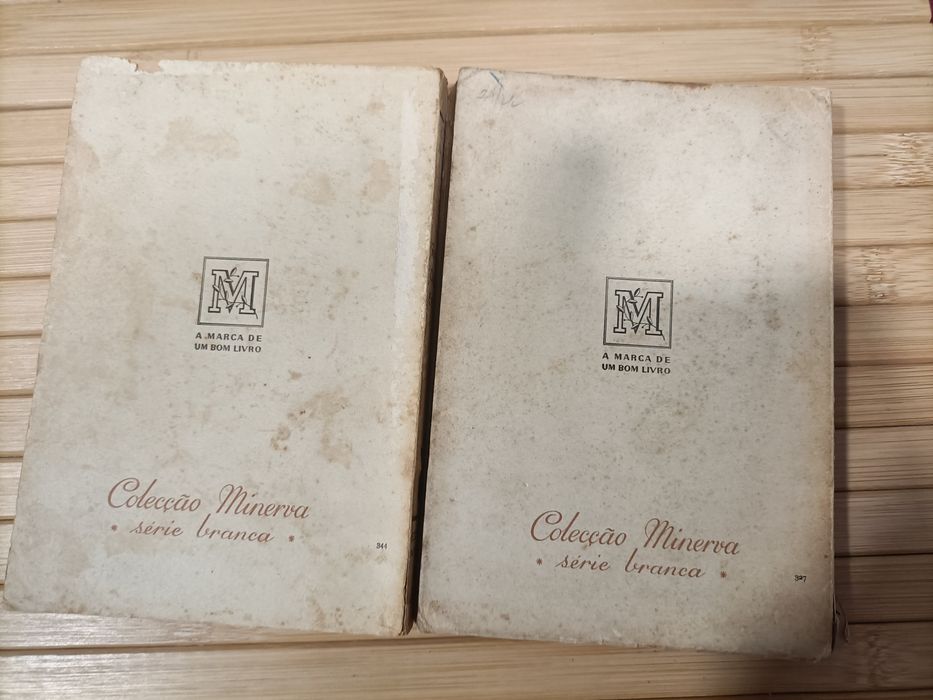 M
A MARCA DE
UM BOM LIVRO
Colecção Minerva
* série branca *
344
M
A MARCA DE
UM BOM LIVRO
Colecção Minerva
* série branca *
327